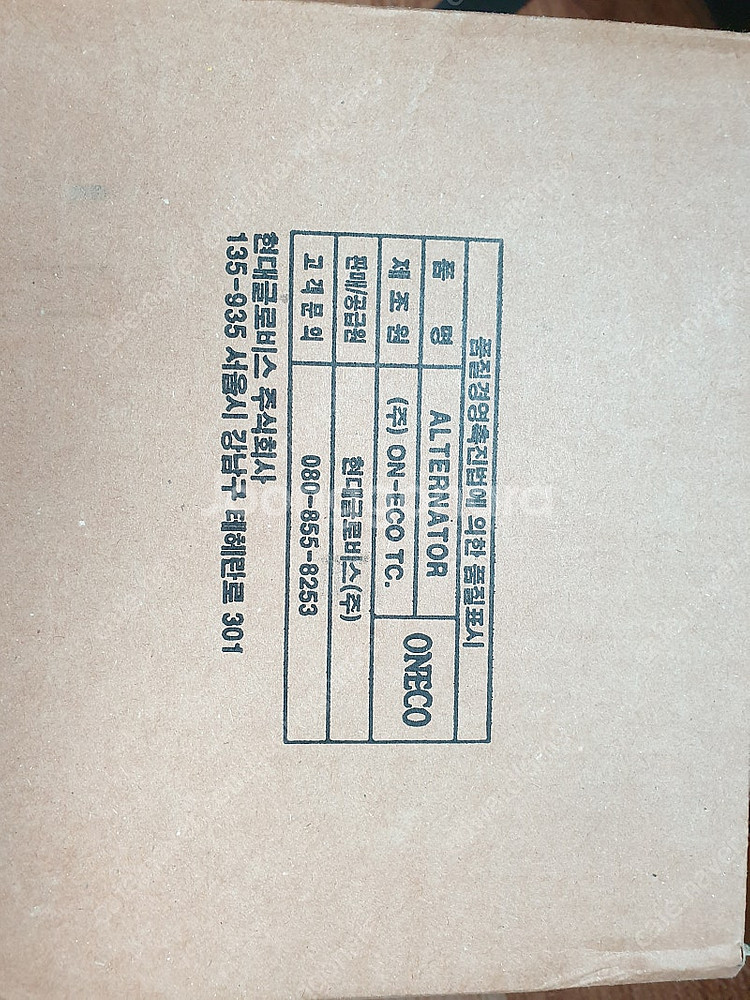 품질경영촉진법에 의한 품질표시
품 명 ALTERNATOR
제 조 원 (주) ON-ECO TC.
ONECO
판매/공급원 현대글로비스(주)
고 객 문 의 080-855-8253
현대글로비스 주식회사
135-935 서울시 강남구 테헤란로 301